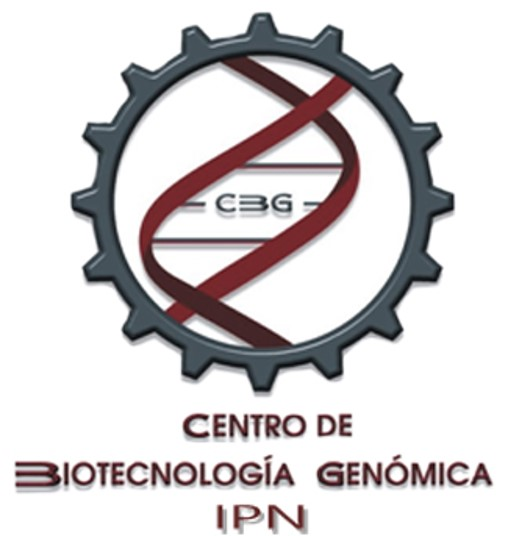 CBG
CENTRO DE
BIOTECNOLOGÍA GENÓMICA
IPN